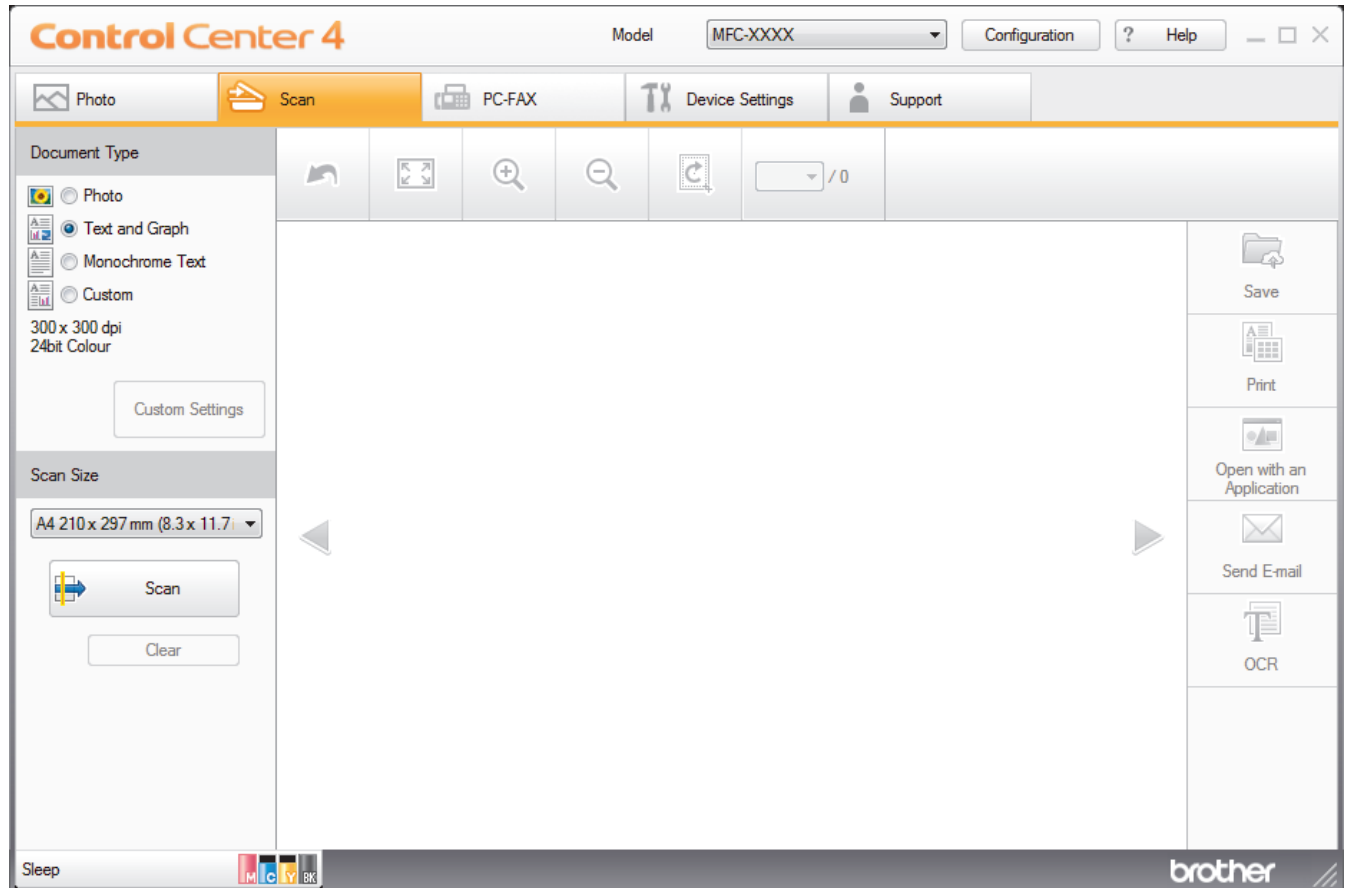 Control Center 4
Model
MFC-XXXX
Configuration
? Help
Photo
Scan
PC-FAX
Device Settings
Support
Document Type
/ 0
Photo
Text and Graph
Monochrome Text
Custom
300 x 300 dpi
24bit Colour
Custom Settings
Scan Size
A4 210 x 297 mm (8.3 x 11.7
Scan
Clear
Save
Print
Open with an
Application
Send E-mail
OCR
Sleep
M C Y BK
brother